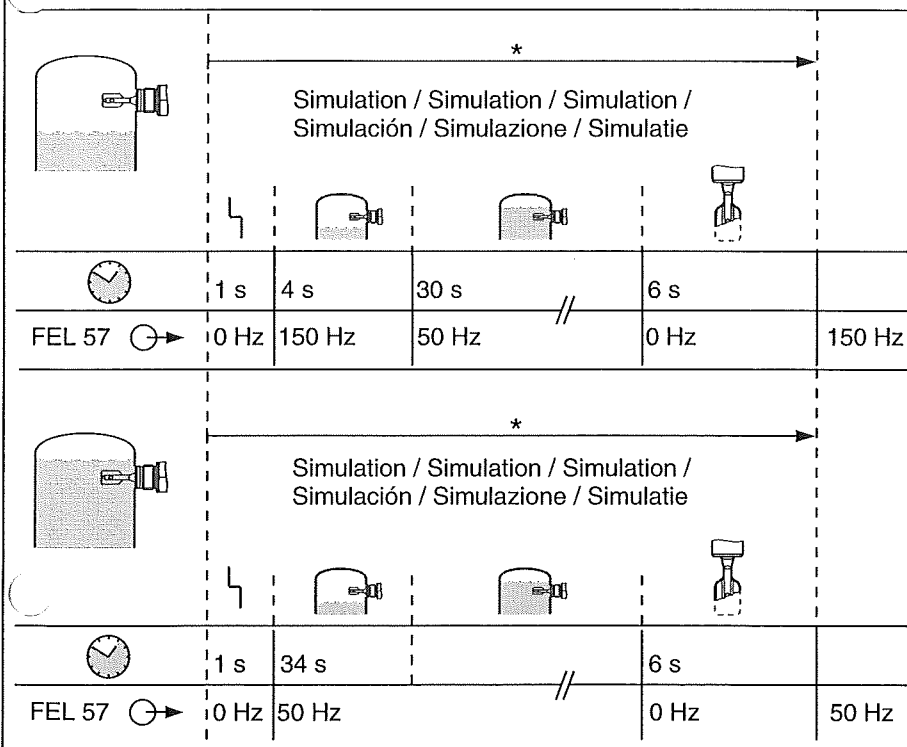 *
Simulation / Simulation / Simulation /
Simulación / Simulazione / Simulatie
1 s 4 s 30 s 6 s
FEL 57 0 Hz 150 Hz 50 Hz 0 Hz 150 Hz
*
Simulation / Simulation / Simulation /
Simulación / Simulazione / Simulatie
1 s 34 s 6 s
FEL 57 0 Hz 50 Hz 0 Hz 50 Hz